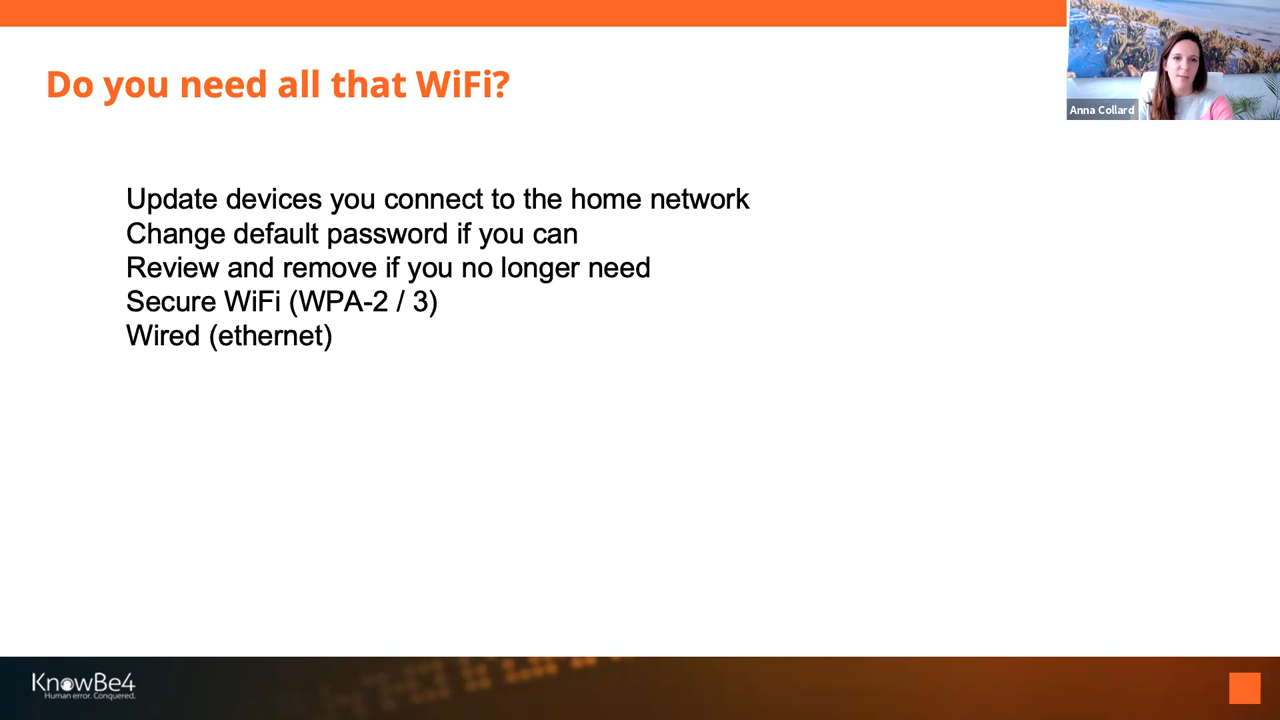 Do you need all that WiFi?
Anna Collard
Update devices you connect to the home network
Change default password if you can
Review and remove if you no longer need
Secure WiFi (WPA-2 / 3)
Wired (ethernet)
KnowBe4
Human error. Conquered.